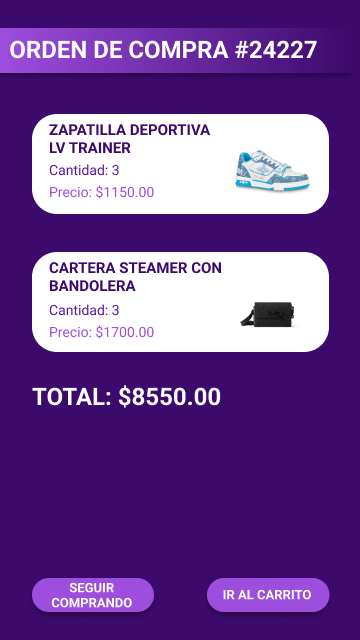 ORDEN DE COMPRA #24227
ZAPATILLA DEPORTIVA
LV TRAINER
Cantidad: 3
Precio: $1150.00
CARTERA STEAMER CON
BANDOLERA
Cantidad: 3
Precio: $1700.00
TOTAL: $8550.00
SEGUIR
COMPRANDO
IR AL CARRITO